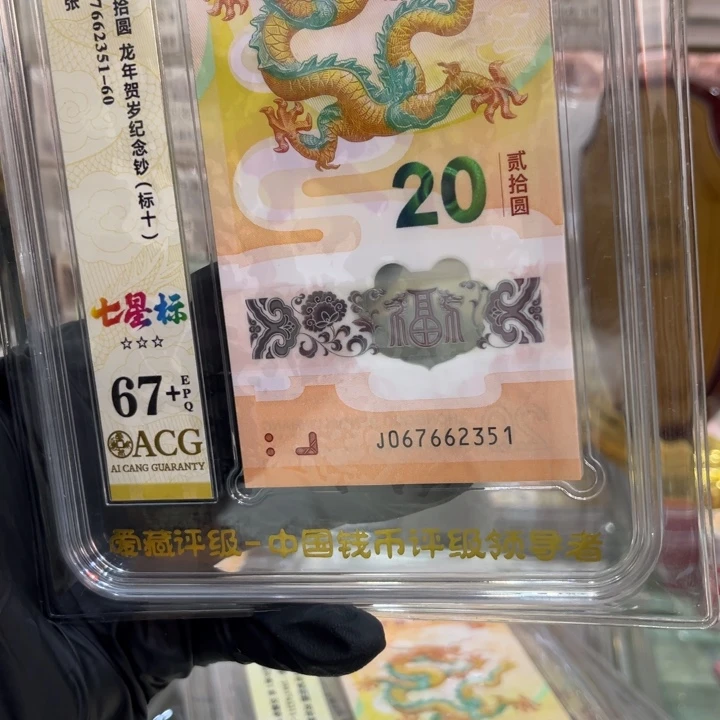 张
7662351-60
拾圆 龙年贺岁纪念钞(标十)
七星标
☆☆☆
67+EPQ
ACG
AI CANG GUARANTY
20
贰拾圆
福
J067662351
爱藏评级-中国钱币评级领导者